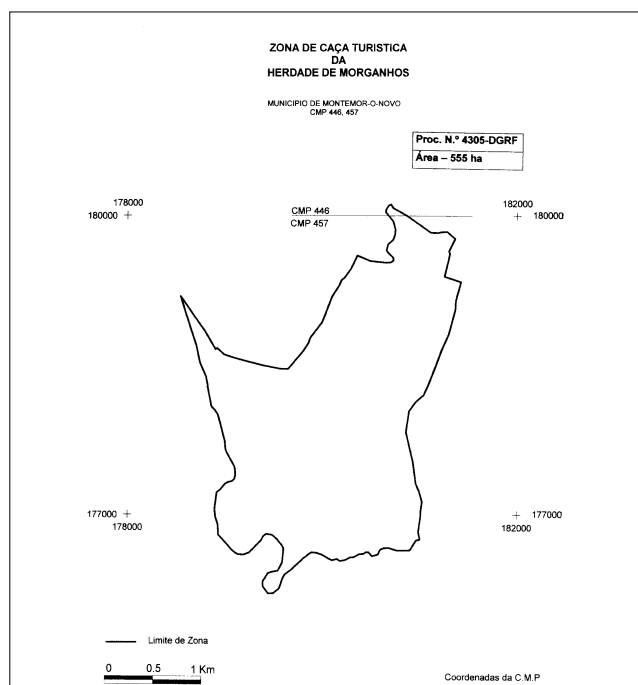 ZONA DE CAÇA TURISTICA
DA
HERDADE DE MORGANHOS
MUNICIPIO DE MONTEMOR-O-NOVO
CMP 446, 457
Proc. N.º 4305-DGRF
Área – 555 ha
178000
180000
CMP 446
CMP 457
182000
180000
177000
178000
177000
182000
Limite de Zona
0 0.5 1 Km
Coordenadas da C.M.P